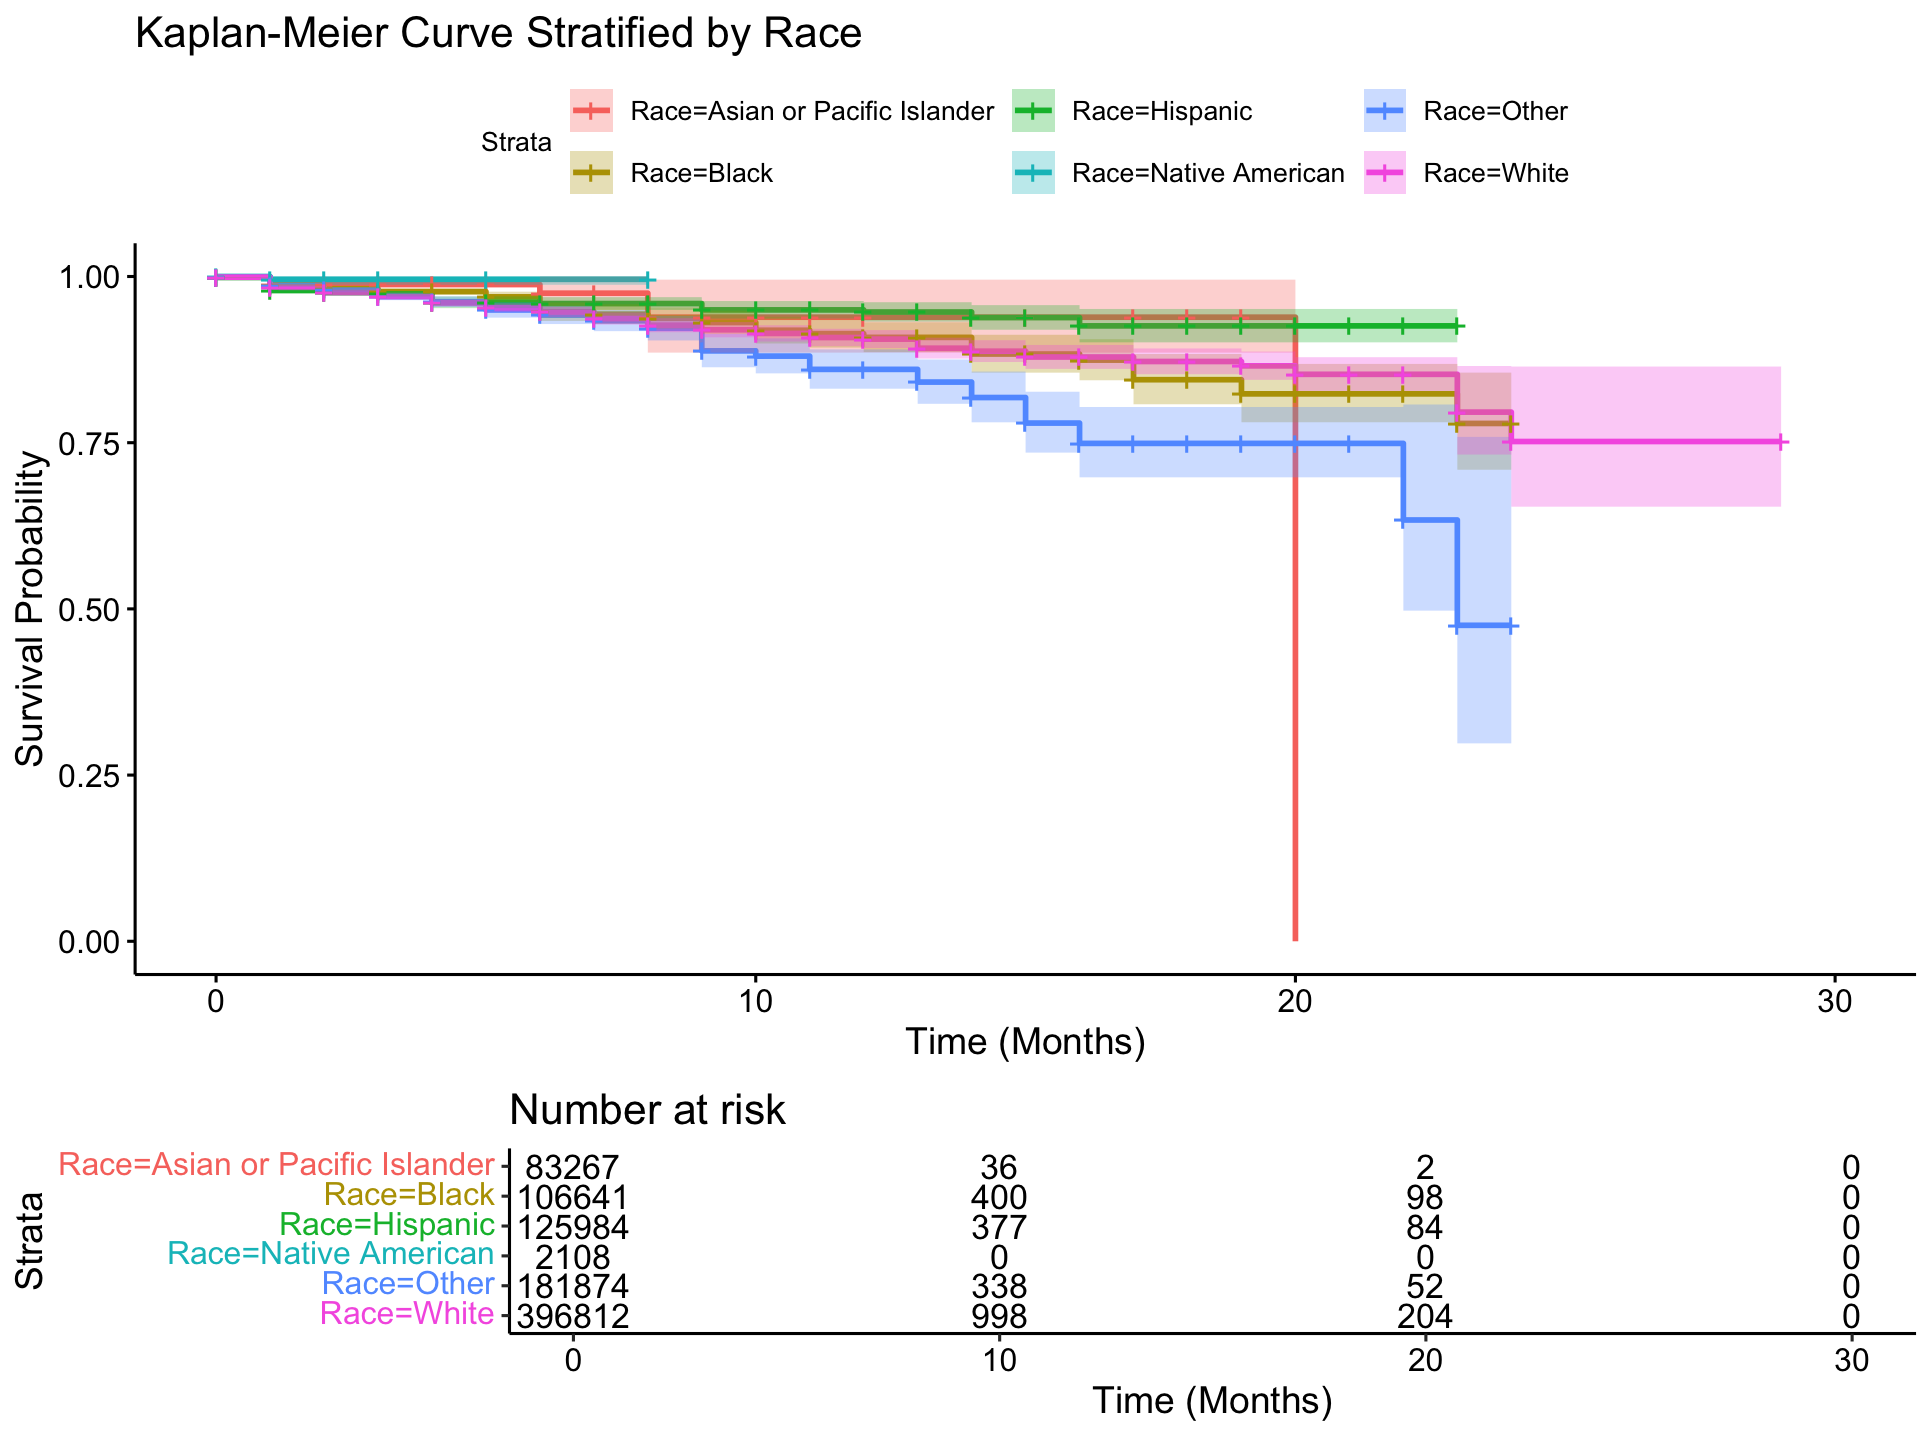 Kaplan-Meier Curve Stratified by Race
Strata
Race=Asian or Pacific Islander
Race=Hispanic
Race=Other
Race=Black
Race=Native American
Race=White
Survival Probability
1.00
0.75
0.50
0.25
0.00
0 10 20 30
Time (Months)
Number at risk
Strata
Race=Asian or Pacific Islander 83267 36 2 0
Race=Black 106641 400 98 0
Race=Hispanic 125984 377 84 0
Race=Native American 2108 0 0 0
Race=Other 181874 338 52 0
Race=White 396812 998 204 0
0 10 20 30
Time (Months)